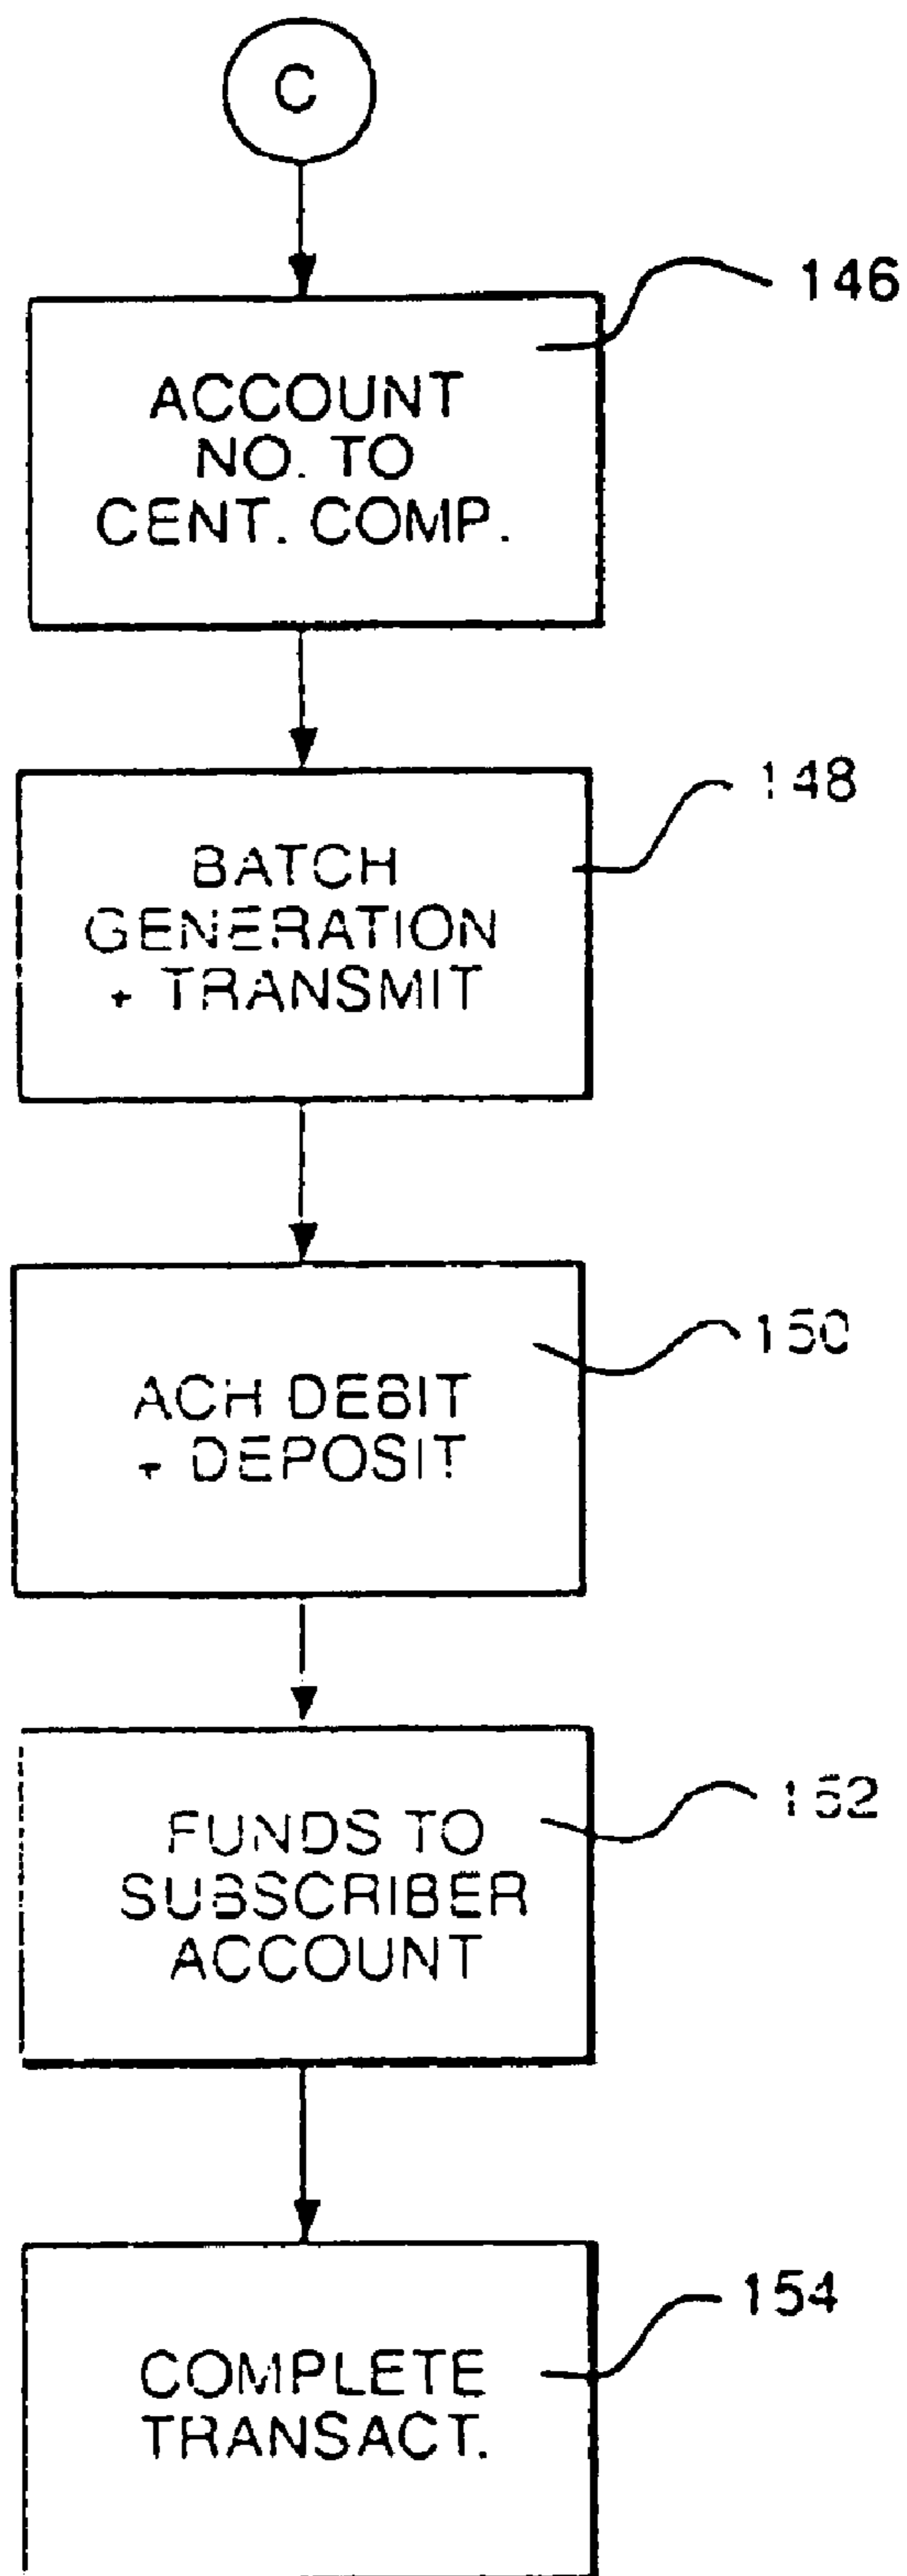 C
146
ACCOUNT
NO. TO
CENT. COMP.
148
BATCH
GENERATION
+ TRANSMIT
150
ACH DEBIT
+ DEPOSIT
152
FUNDS TO
SUBSCRIBER
ACCOUNT
154
COMPLETE
TRANSACT.